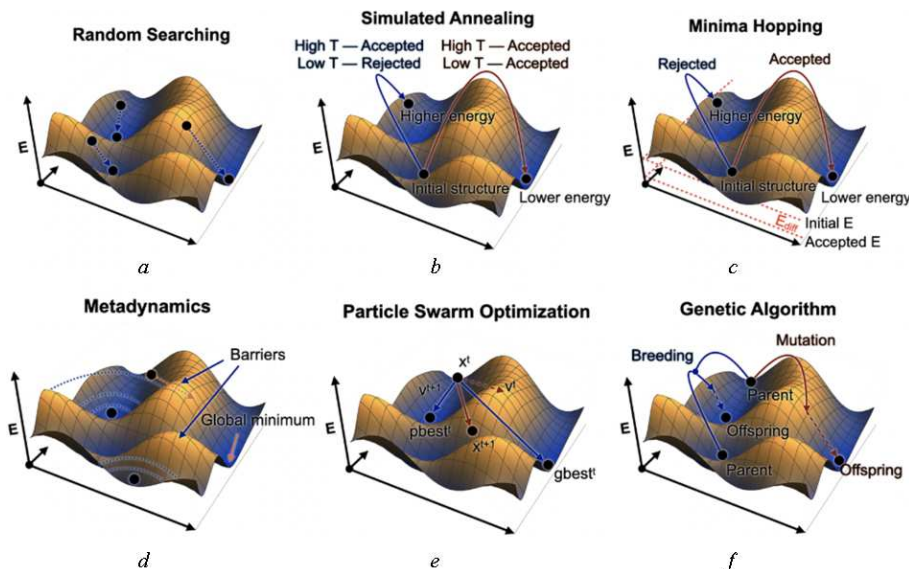 Random Searching
E
a
Simulated Annealing
High T — Accepted
Low T — Rejected
High T — Accepted
Low T — Accepted
Higher energy
Initial structure
Lower energy
E
b
Minima Hopping
Rejected
Accepted
Higher energy
Initial structure
Lower energy
E
Ediff
Initial E
Accepted E
c
Metadynamics
Barriers
Global minimum
E
d
Particle Swarm Optimization
x^t
v^t+1
v^t
pbest^t
x^t+1
gbest^t
E
e
Genetic Algorithm
Breeding
Mutation
Parent
Offspring
Parent
Offspring
E
f